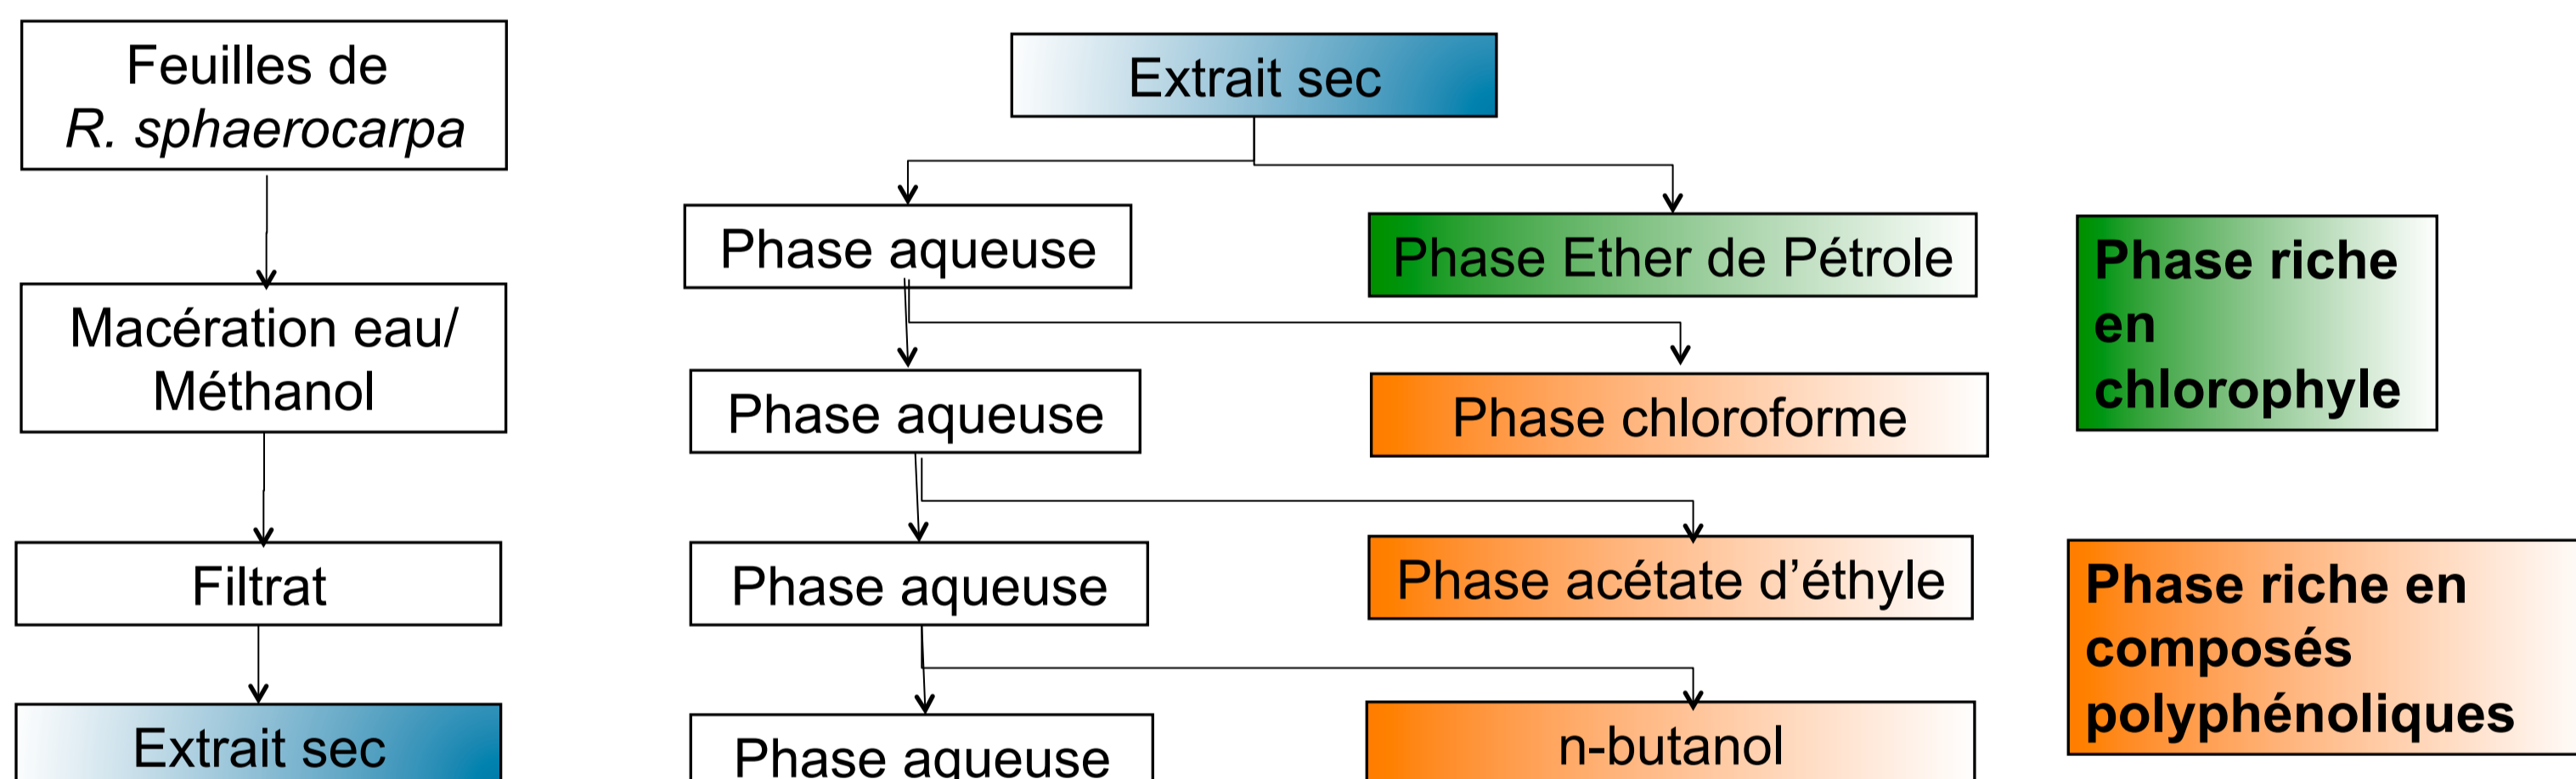 Feuilles de
R. sphaerocarpa
Macération eau/
Méthanol
Filtrat
Extrait sec
Extrait sec
Phase aqueuse
Phase Ether de Pétrole
Phase aqueuse
Phase chloroforme
Phase aqueuse
Phase acétate d’éthyle
Phase aqueuse
n-butanol
Phase riche
en
chlorophyle
Phase riche en
composés
polyphénoliques